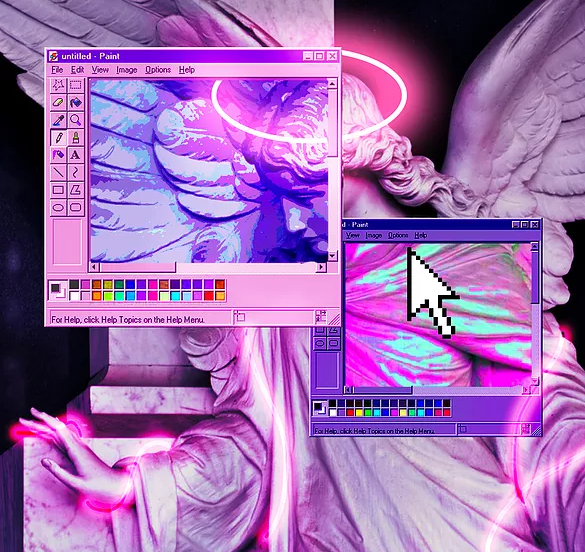 untitled - Paint
File Edit View Image Options Help
A
For Help, click Help Topics on the Help Menu.
d - Paint
View Image Options Help
For Help, click Help Topics on the Help Menu.